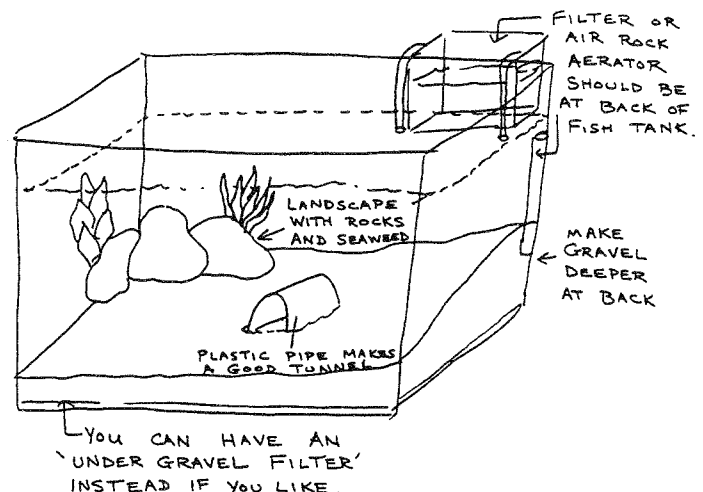 FILTER OR
AIR ROCK
AERATOR
SHOULD BE
AT BACK OF
FISH TANK.
LANDSCAPE
WITH ROCKS
AND SEAWEED
MAKE
GRAVEL
DEEPER
AT BACK
PLASTIC PIPE MAKES
A GOOD TUNNEL
YOU CAN HAVE AN
'UNDER GRAVEL FILTER'
INSTEAD IF YOU LIKE.